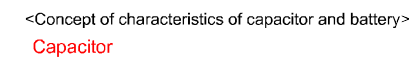 <Concept of characteristics of capacitor and battery>
Capacitor